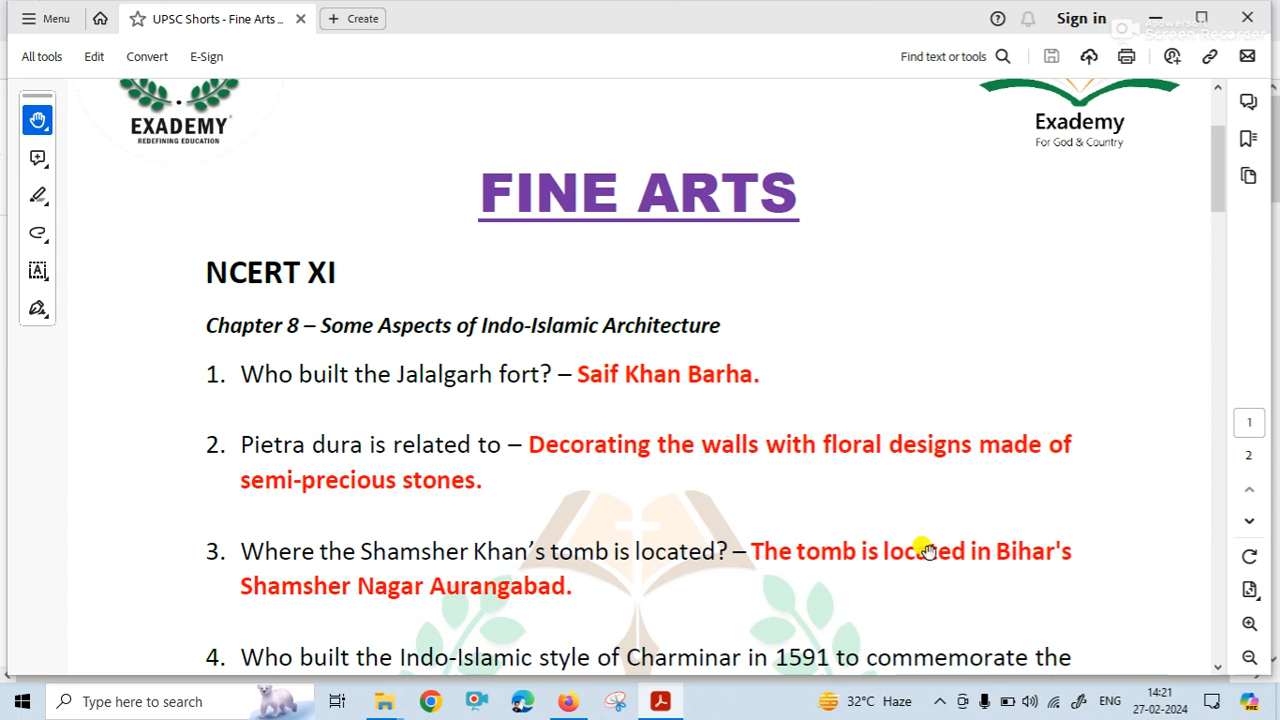 Menu
UPSC Shorts - Fine Arts ...
Create
Sign in
Apowersoft
Screen Recorder
All tools
Edit
Convert
E-Sign
Find text or tools
EXADEMY
REDEFINING EDUCATION
Exademy
For God & Country
FINE ARTS
NCERT XI
Chapter 8 – Some Aspects of Indo-Islamic Architecture
1. Who built the Jalalgarh fort? – Saif Khan Barha.
2. Pietra dura is related to – Decorating the walls with floral designs made of
semi-precious stones.
3. Where the Shamsher Khan’s tomb is located? – The tomb is located in Bihar's
Shamsher Nagar Aurangabad.
4. Who built the Indo-Islamic style of Charminar in 1591 to commemorate the
1
2
Type here to search
32°C Haze
ENG
14:21
27-02-2024